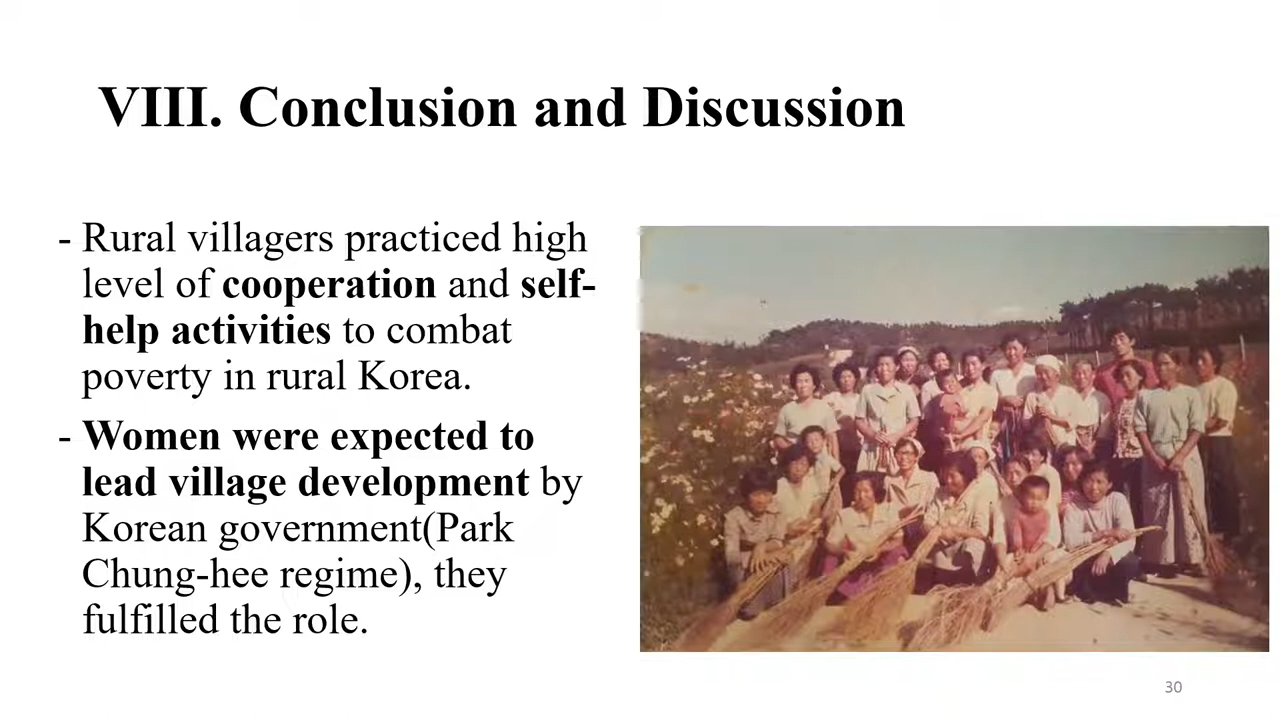 VIII. Conclusion and Discussion
- Rural villagers practiced high
level of cooperation and self-
help activities to combat
poverty in rural Korea.
- Women were expected to
lead village development by
Korean government(Park
Chung-hee regime), they
fulfilled the role.
30